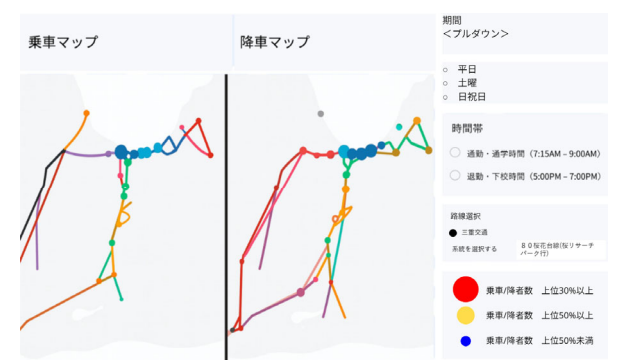 乗車マップ
降車マップ
期間
＜プルダウン＞
平日
土曜
日祝日
時間帯
通勤・通学時間（7:15AM – 9:00AM）
退勤・下校時間（5:00PM – 7:00PM）
路線選択
三重交通
系統を選択する
８０桜花台線(桜リサーチ
パーク行)
乗車/降者数 上位30%以上
乗車/降者数 上位50%以上
乗車/降者数 上位50%未満